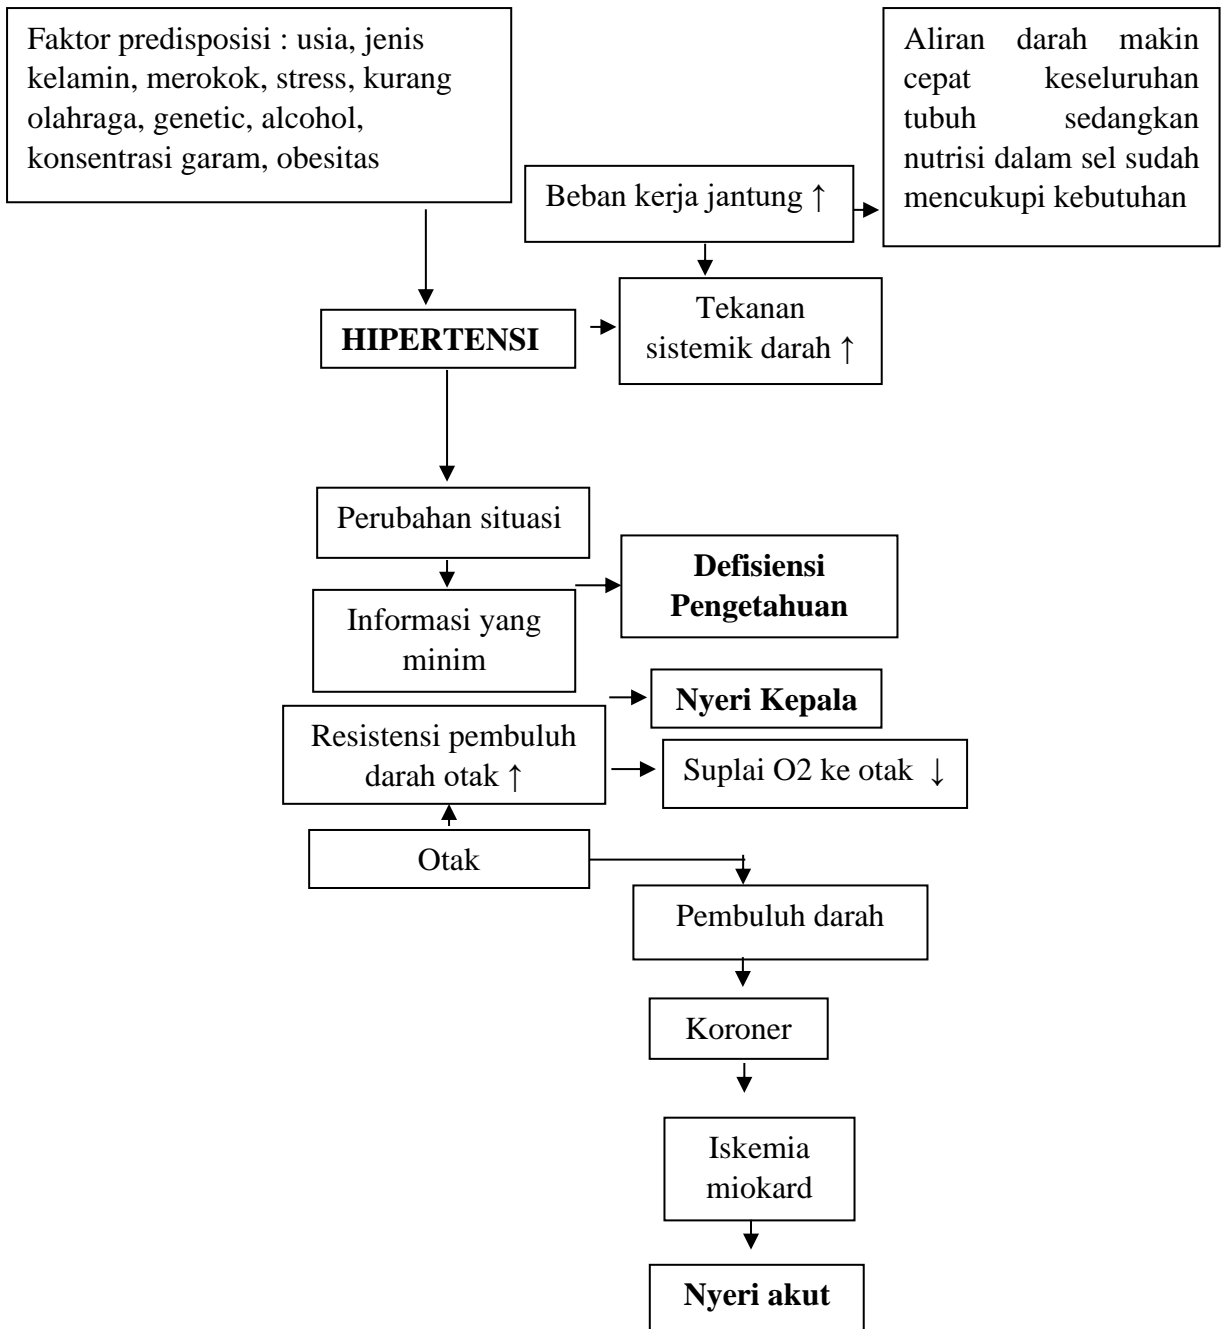 Faktor predisposisi : usia, jenis
kelamin, merokok, stress, kurang
olahraga, genetic, alcohol,
konsentrasi garam, obesitas
Aliran darah makin
cepat keseluruhan
tubuh sedangkan
nutrisi dalam sel sudah
mencukupi kebutuhan
Beban kerja jantung ↑
HIPERTENSI
Tekanan
sistemik darah ↑
Perubahan situasi
Defisiensi
Pengetahuan
Informasi yang
minim
Nyeri Kepala
Resistensi pembuluh
darah otak ↑
Suplai O2 ke otak ↓
Otak
Pembuluh darah
Koroner
Iskemia
miokard
Nyeri akut